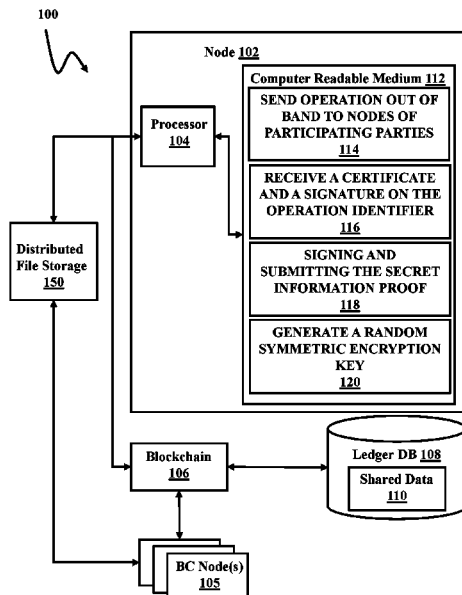 100
Node 102
Computer Readable Medium 112
SEND OPERATION OUT OF
BAND TO NODES OF
PARTICIPATING PARTIES
114
Processor
104
RECEIVE A CERTIFICATE
AND A SIGNATURE ON THE
OPERATION IDENTIFIER
116
Distributed
File Storage
150
SIGNING AND
SUBMITTING THE SECRET
INFORMATION PROOF
118
GENERATE A RANDOM
SYMMETRIC ENCRYPTION
KEY
120
Blockchain
106
Ledger DB 108
Shared Data
110
BC Node(s)
105